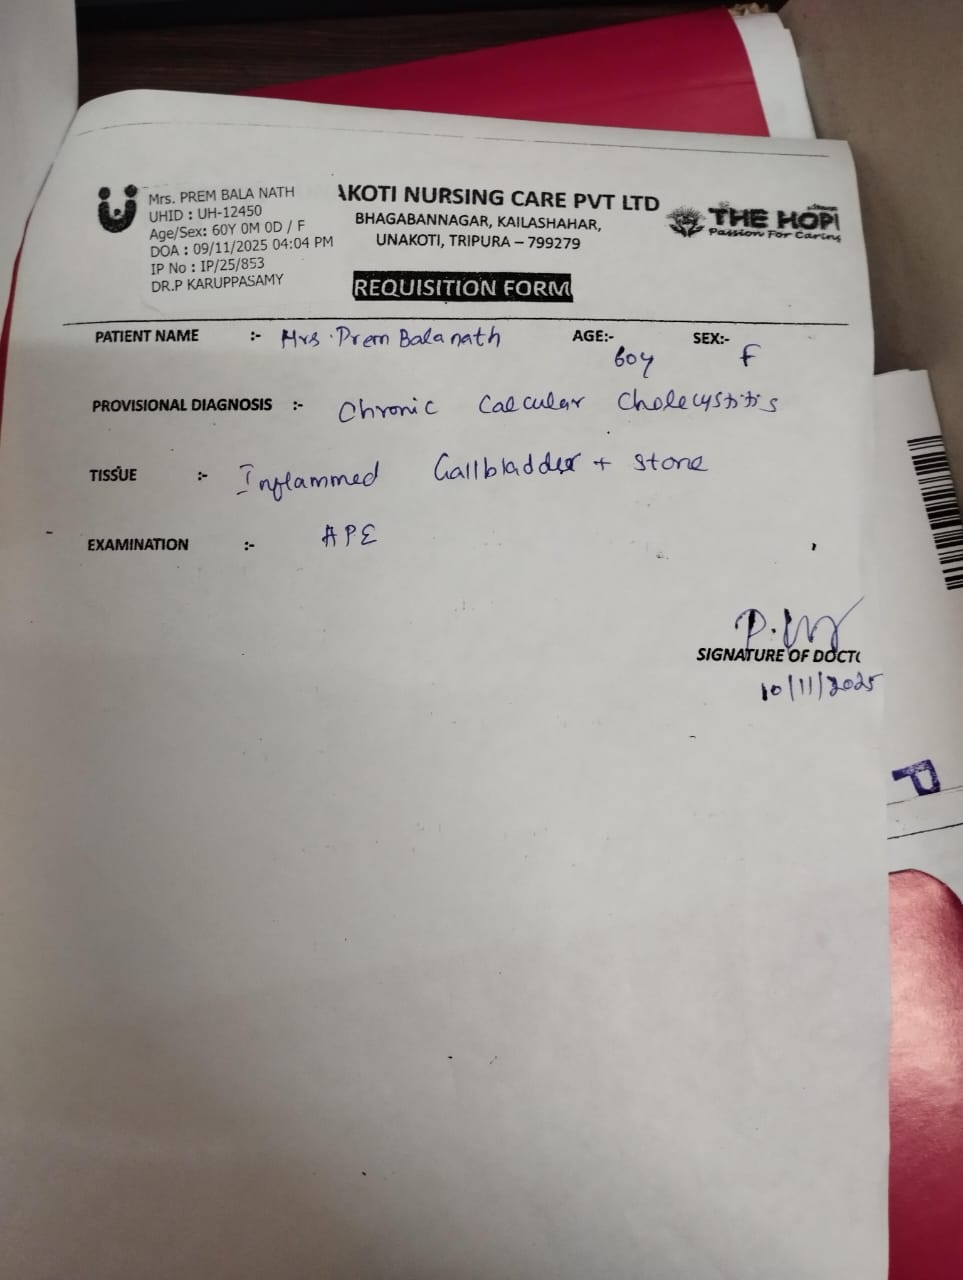 Mrs. PREM BALA NATH
UHID : UH-12450
Age/Sex: 60Y 0M 0D / F
DOA : 09/11/2025 04:04 PM
IP No : IP/25/853
DR.P KARUPPASAMY
AKOTI NURSING CARE PVT LTD
BHAGABANNAGAR, KAILASHAHAR,
UNAKOTI, TRIPURA – 799279
THE HOPE
Passion For Caring
REQUISITION FORM
PATIENT NAME :- Mrs. Prem Bala nath AGE:- 60y SEX:- F
PROVISIONAL DIAGNOSIS :- Chronic Calcular Cholecystitis
TISSUE :- Inflammed Gallbladder + Stone
EXAMINATION :- HPE
SIGNATURE OF DOCTO
10/11/2025
P